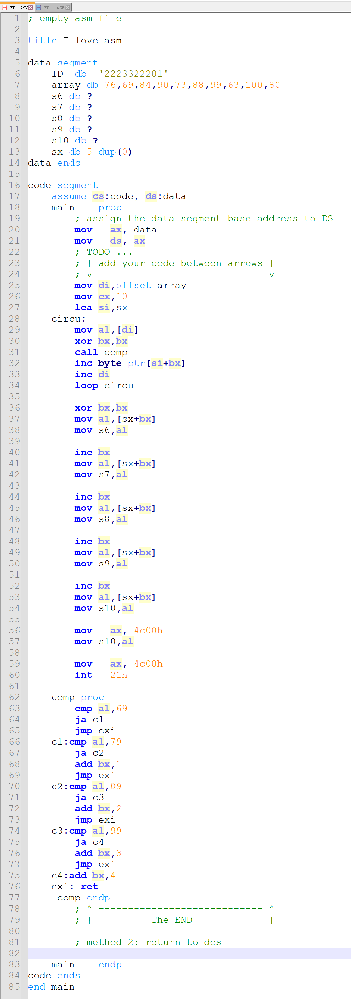 3T1.ASM 3T11.ASM
1 ; empty asm file
2
3 title I love asm
4
5 data segment
6     ID  db  '2223322201'
7     array db 76,69,84,90,73,88,99,63,100,80
8     s6 db ?
9     s7 db ?
10     s8 db ?
11     s9 db ?
12     s10 db ?
13     sx db 5 dup(0)
14 data ends
15
16 code segment
17     assume cs:code, ds:data
18     main    proc
19         ; assign the data segment base address to DS
20         mov   ax, data
21         mov   ds, ax
22         ; TODO ...
23         ; | add your code between arrows |
24         ; v ---------------------------- v
25         mov di,offset array
26         mov cx,10
27         lea si,sx
28     circu:
29         mov al,[di]
30         xor bx,bx
31         call comp
32         inc byte ptr[si+bx]
33         inc di
34         loop circu
35
36         xor bx,bx
37         mov al,[sx+bx]
38         mov s6,al
39
40         inc bx
41         mov al,[sx+bx]
42         mov s7,al
43
44         inc bx
45         mov al,[sx+bx]
46         mov s8,al
47
48         inc bx
49         mov al,[sx+bx]
50         mov s9,al
51
52         inc bx
53         mov al,[sx+bx]
54         mov s10,al
55
56         mov   ax, 4c00h
57         mov s10,al
58
59         mov   ax, 4c00h
60         int   21h
61
62     comp proc
63         cmp al,69
64         ja c1
65         jmp exi
66     c1:cmp al,79
67         ja c2
68         add bx,1
69         jmp exi
70     c2:cmp al,89
71         ja c3
72         add bx,2
73         jmp exi
74     c3:cmp al,99
75         ja c4
76         add bx,3
77         jmp exi
75     c4:add bx,4
76     exi: ret
77      comp endp
78         ; ^ ---------------------------- ^
79         ; |          The END             |
80
81         ; method 2: return to dos
82
83     main    endp
84 code ends
85 end main